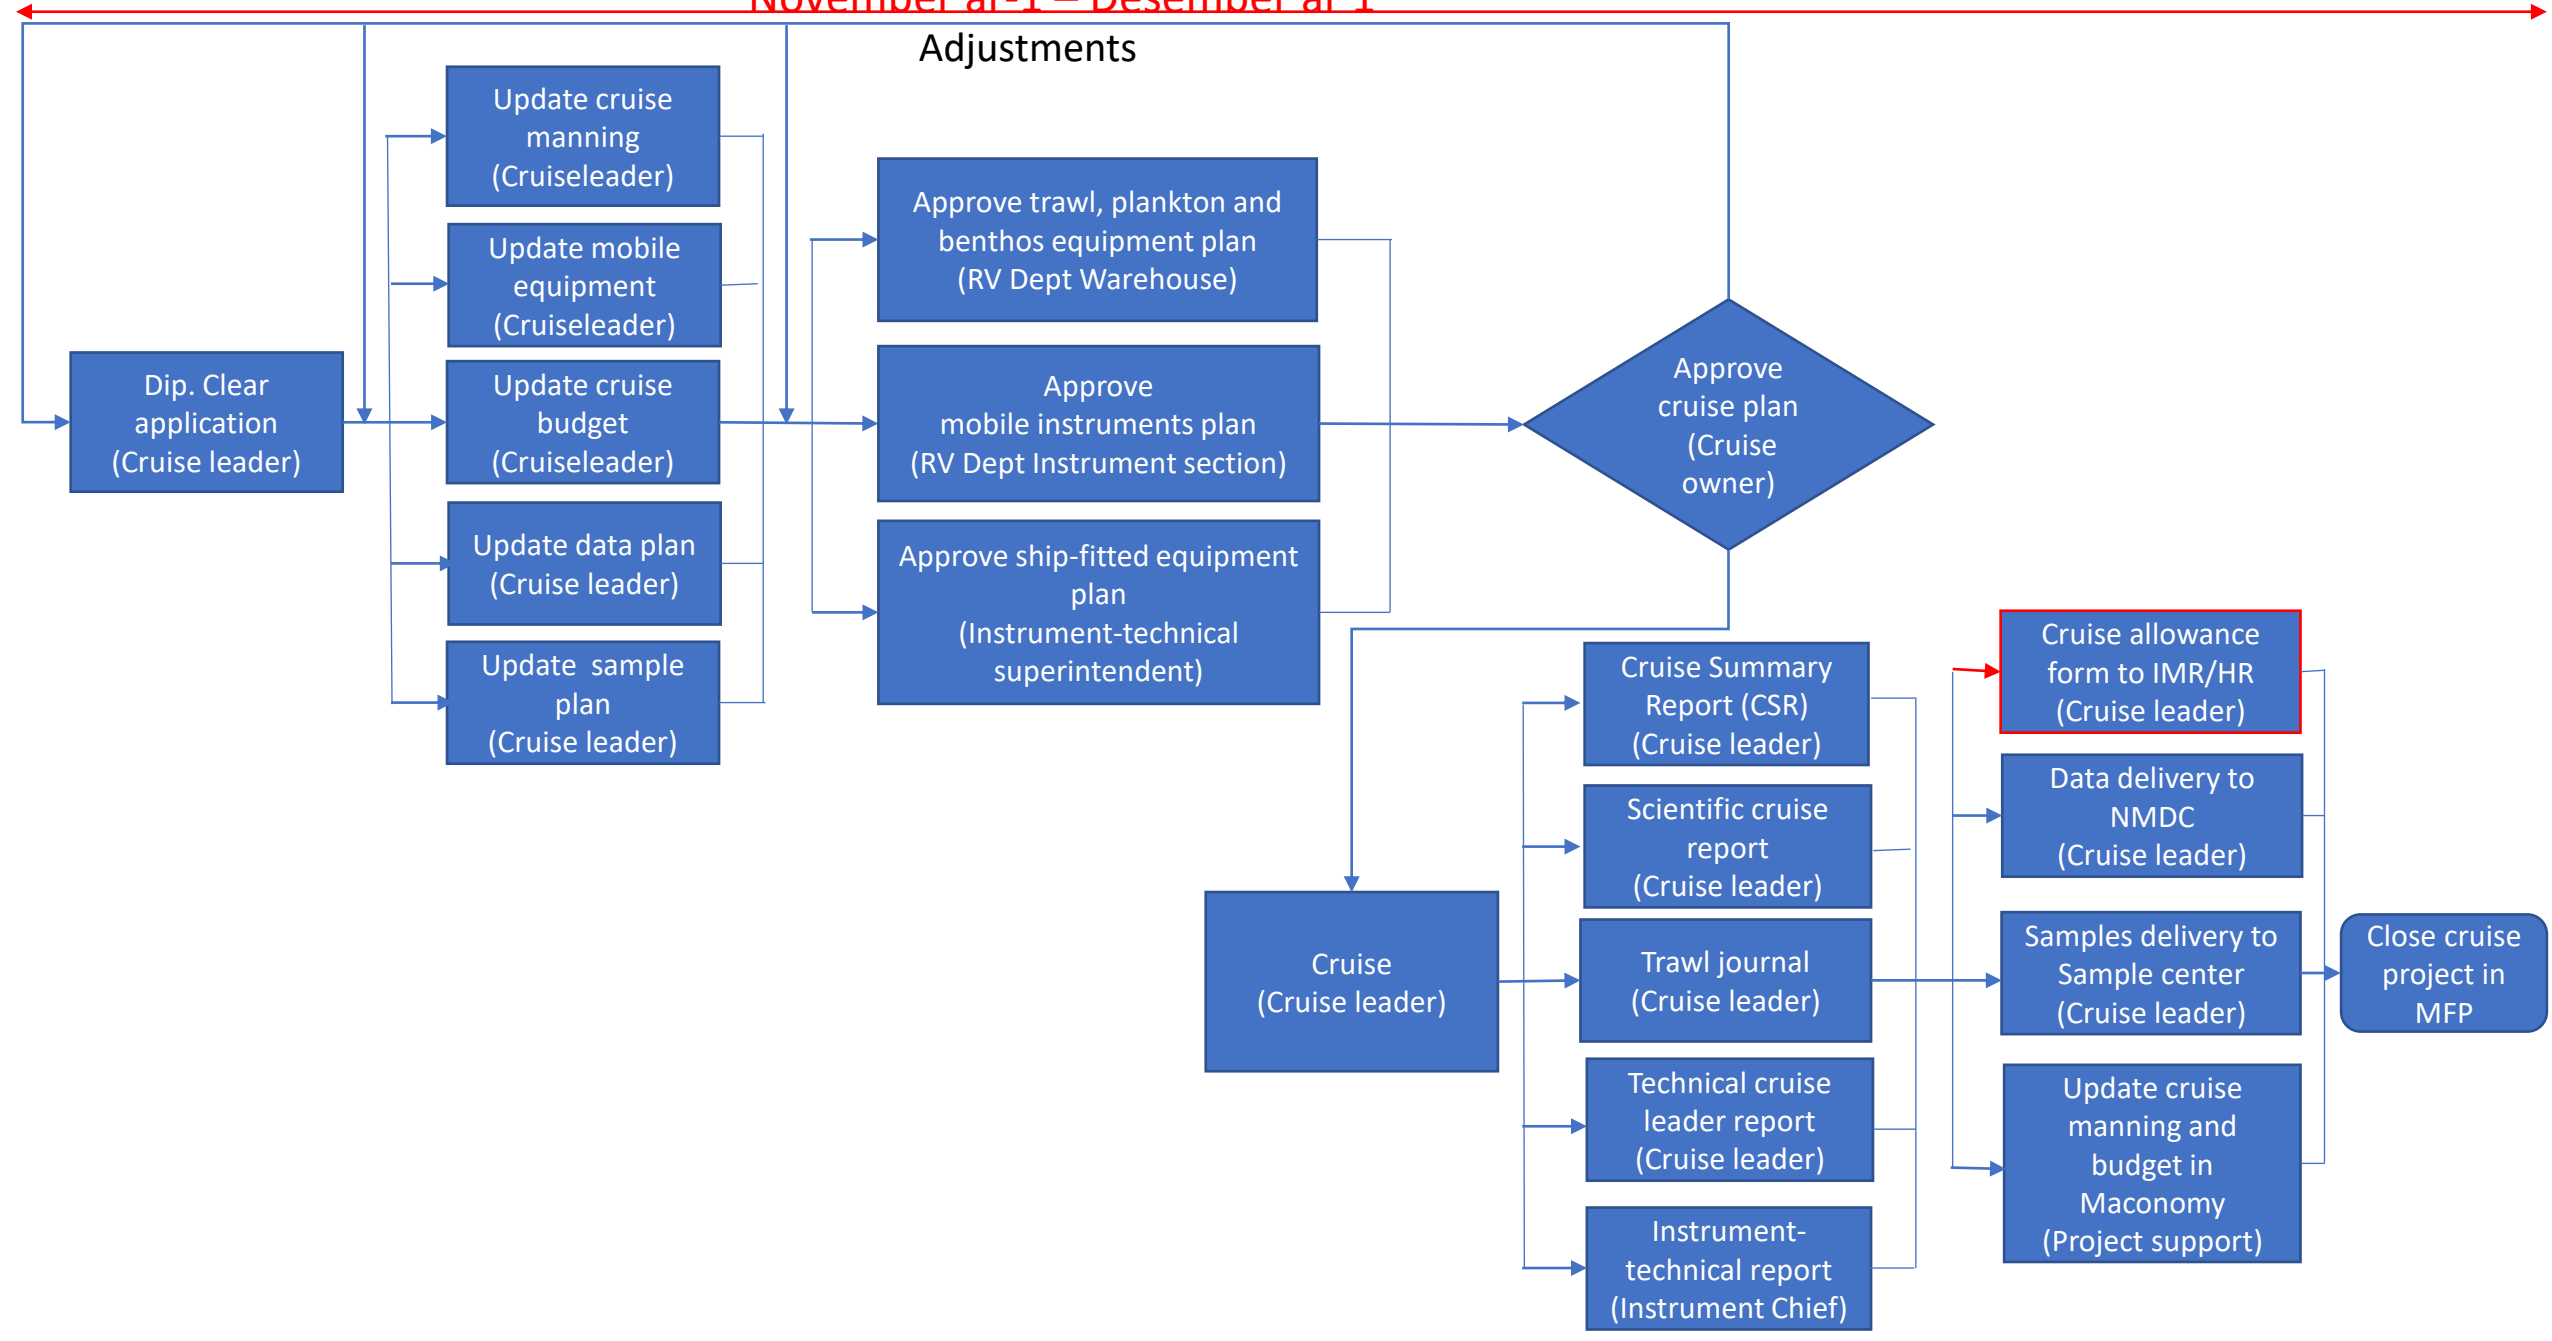 November ar-1 – Desember ar 1
Adjustments
Dip. Clear
application
(Cruise leader)
Update cruise
manning
(Cruiseleader)
Update mobile
equipment
(Cruiseleader)
Update cruise
budget
(Cruiseleader)
Update data plan
(Cruise leader)
Update sample
plan
(Cruise leader)
Approve trawl, plankton and
benthos equipment plan
(RV Dept Warehouse)
Approve
mobile instruments plan
(RV Dept Instrument section)
Approve ship-fitted equipment
plan
(Instrument-technical
superintendent)
Approve
cruise plan
(Cruise
owner)
Cruise
(Cruise leader)
Cruise Summary
Report (CSR)
(Cruise leader)
Scientific cruise
report
(Cruise leader)
Trawl journal
(Cruise leader)
Technical cruise
leader report
(Cruise leader)
Instrument-
technical report
(Instrument Chief)
Cruise allowance
form to IMR/HR
(Cruise leader)
Data delivery to
NMDC
(Cruise leader)
Samples delivery to
Sample center
(Cruise leader)
Update cruise
manning and
budget in
Maconomy
(Project support)
Close cruise
project in
MFP